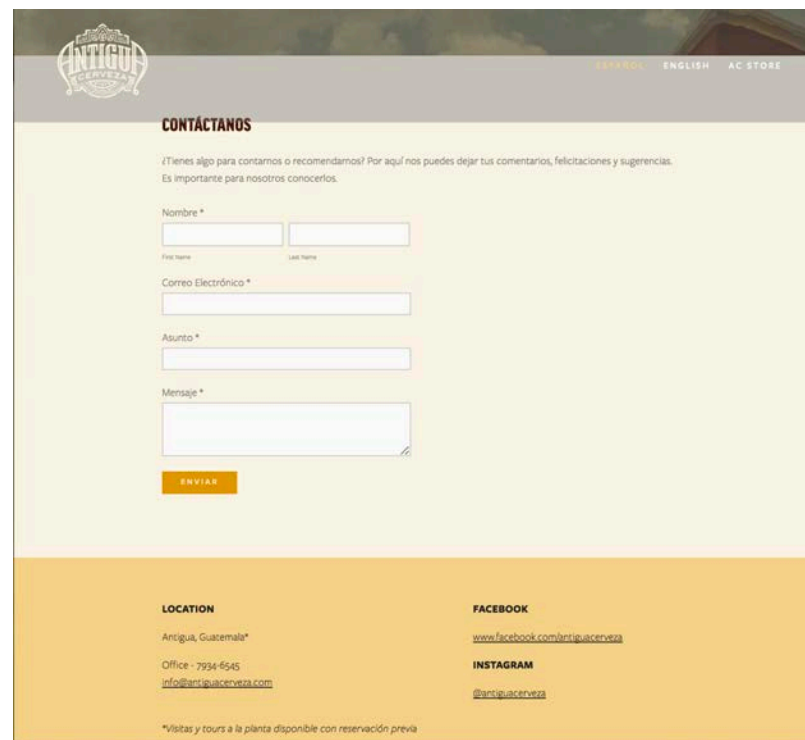 ANTIGUA
CERVEZA
ESPAÑOL ENGLISH AC STORE
CONTÁCTANOS
¿Tienes algo para contarnos o recomendarnos? Por aquí nos puedes dejar tus comentarios, felicitaciones y sugerencias.
Es importante para nosotros conocerlos.
Nombre *
First Name Last Name
Correo Electrónico *
Asunto *
Mensaje *
ENVIAR
LOCATION
Antigua, Guatemala*
Office - 7934-6545
info@antiguacerveza.com
FACEBOOK
www.facebook.com/antiguacerveza
INSTAGRAM
@antiguacerveza
*Visitas y tours a la planta disponible con reservación previa